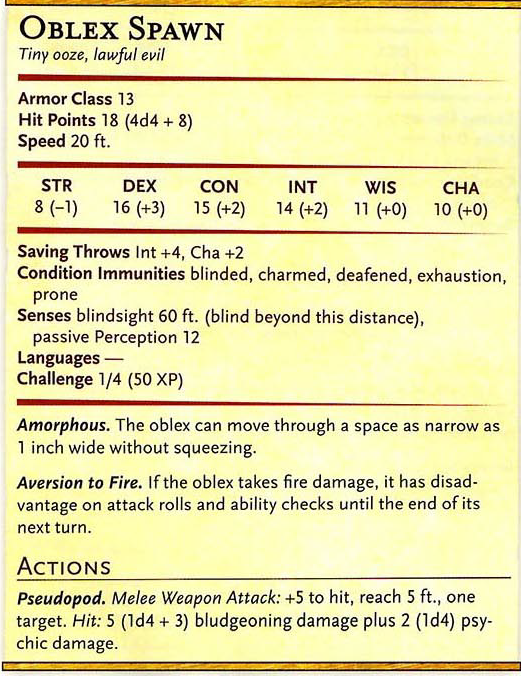 OBLEX SPAWN
Tiny ooze, lawful evil
Armor Class 13
Hit Points 18 (4d4 + 8)
Speed 20 ft.
STR DEX CON INT WIS CHA
8 (–1) 16 (+3) 15 (+2) 14 (+2) 11 (+0) 10 (+0)
Saving Throws Int +4, Cha +2
Condition Immunities blinded, charmed, deafened, exhaustion,
prone
Senses blindsight 60 ft. (blind beyond this distance),
passive Perception 12
Languages —
Challenge 1/4 (50 XP)
Amorphous. The oblex can move through a space as narrow as
1 inch wide without squeezing.
Aversion to Fire. If the oblex takes fire damage, it has disad-
vantage on attack rolls and ability checks until the end of its
next turn.
ACTIONS
Pseudopod. Melee Weapon Attack: +5 to hit, reach 5 ft., one
target. Hit: 5 (1d4 + 3) bludgeoning damage plus 2 (1d4) psy-
chic damage.